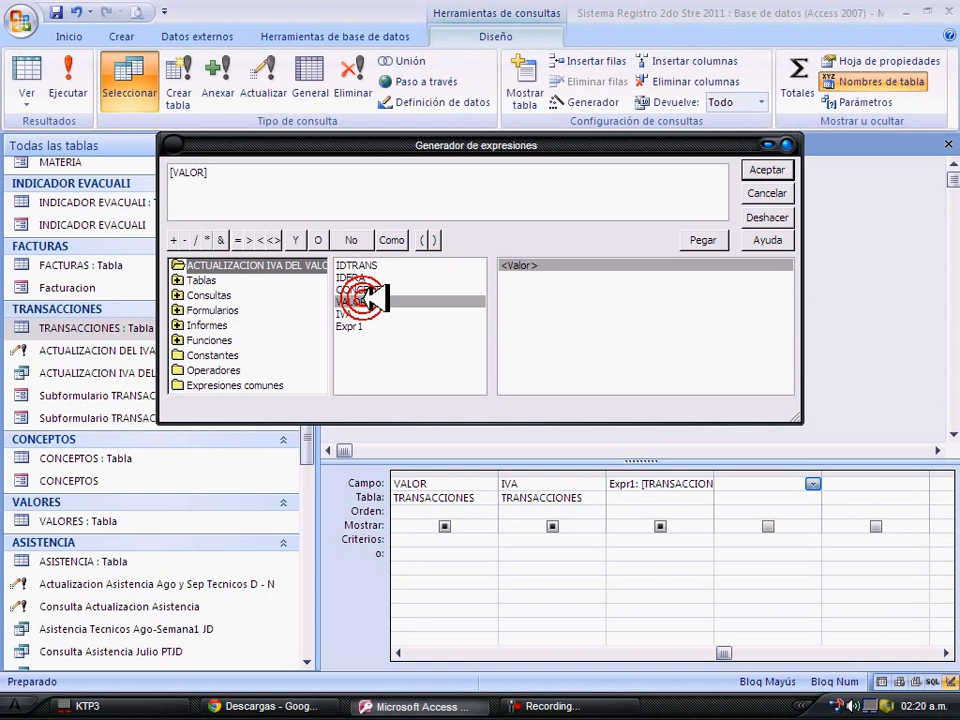 Herramientas de consultas
Sistema Registro 2do Stre 2011 : Base de datos (Access 2007) - M
Inicio
Crear
Datos externos
Herramientas de base de datos
Diseño
Ver
Ejecutar
Seleccionar
Crear tabla
Anexar
Actualizar
General
Eliminar
Unión
Paso a través
Definición de datos
Mostrar tabla
Insertar filas
Eliminar filas
Generador
Insertar columnas
Eliminar columnas
Devuelve:
Todo
Σ
Totales
Hoja de propiedades
XYZ
Nombres de tabla
Parámetros
Resultados
Tipo de consulta
Configuración de consultas
Mostrar u ocultar
Todas las tablas
MATERIA
INDICADOR EVACUALI
INDICADOR EVACUALI :
INDICADOR EVACUALI
FACTURAS
FACTURAS : Tabla
Facturacion
TRANSACCIONES
TRANSACCIONES : Tabla
ACTUALIZACION DEL IVA
ACTUALIZACION IVA DEL
Subformulario TRANSAC
Subformulario TRANSAC
CONCEPTOS
CONCEPTOS : Tabla
CONCEPTOS
VALORES
VALORES : Tabla
ASISTENCIA
ASISTENCIA : Tabla
Actualizacion Asistencia Ago y Sep Tecnicos D - N
Consulta Actualizacion Asistencia
Asistencia Tecnicos Ago-Semana1 JD
Consulta Asistencia Julio PTJD
Generador de expresiones
[VALOR]
Aceptar
Cancelar
Deshacer
Ayuda
+ - / * & = > < <> Y O No Como ( )
Pegar
ACTUALIZACION IVA DEL VALO
Tablas
Consultas
Formularios
Informes
Funciones
Constantes
Operadores
Expresiones comunes
IDTRANS
Expr1
<Valor>
Campo: VALOR IVA Expr1: [TRANSACCION
Tabla: TRANSACCIONES TRANSACCIONES
Orden:
Mostrar:
Criterios
o:
Preparado
Bloq Mayús
Bloq Num
SQL
KTP3
Descargas - Goog...
Microsoft Access ...
Recording...
02:20 a.m.